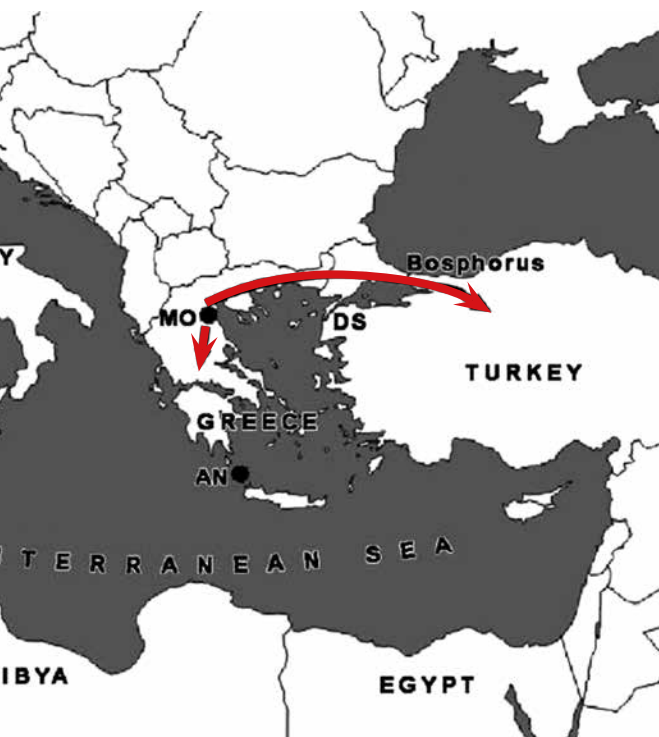 Y
Bosphorus
MO
DS
TURKEY
GREECE
AN
TERRANEAN SEA
IBYA
EGYPT